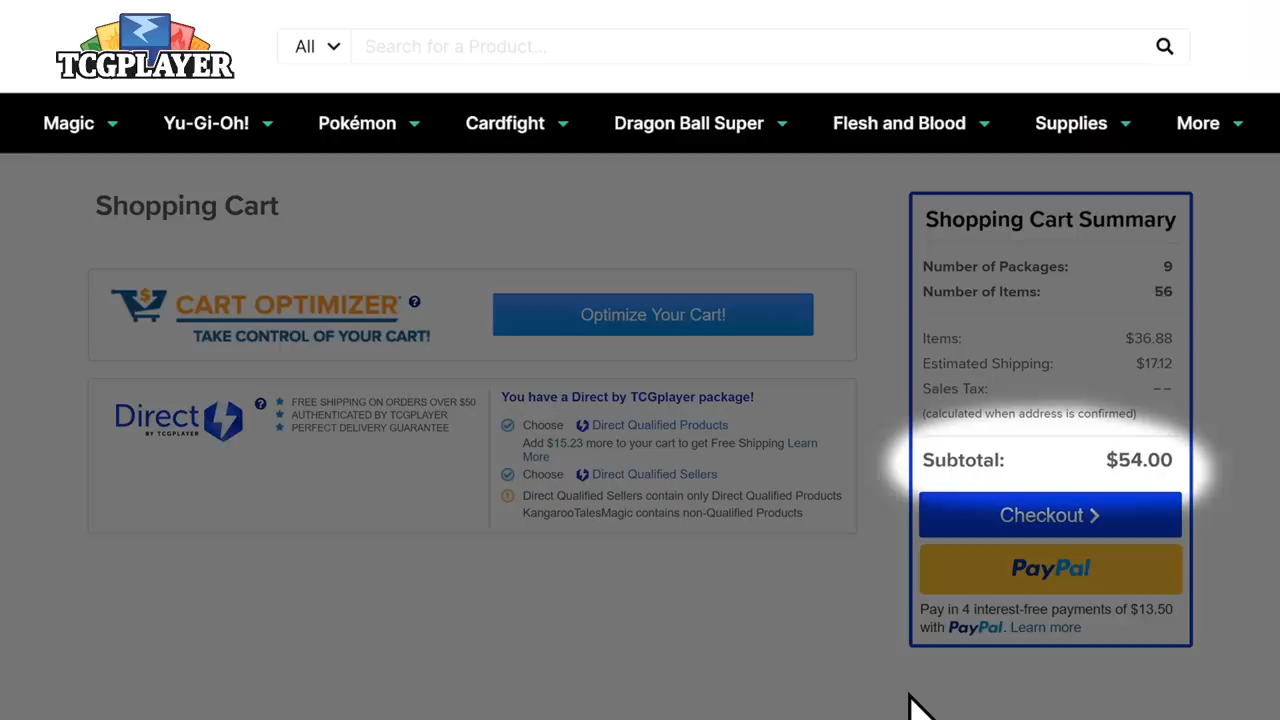 TCGPLAYER
All
Search for a Product...
Magic
Yu-Gi-Oh!
Pokémon
Cardfight
Dragon Ball Super
Flesh and Blood
Supplies
More
Shopping Cart
CART OPTIMIZER
TAKE CONTROL OF YOUR CART!
Optimize Your Cart!
Direct
BY TCGPLAYER
FREE SHIPPING ON ORDERS OVER $50
AUTHENTICATED BY TCGPLAYER
PERFECT DELIVERY GUARANTEE
You have a Direct by TCGplayer package!
Choose Direct Qualified Products
Add $15.23 more to your cart to get Free Shipping Learn
More
Choose Direct Qualified Sellers
Direct Qualified Sellers contain only Direct Qualified Products
KangarooTalesMagic contains non-Qualified Products
Shopping Cart Summary
Number of Packages: 9
Number of Items: 56
Items: $36.88
Estimated Shipping: $17.12
Sales Tax: --
(calculated when address is confirmed)
Subtotal: $54.00
Checkout
PayPal
Pay in 4 interest-free payments of $13.50
with PayPal. Learn more